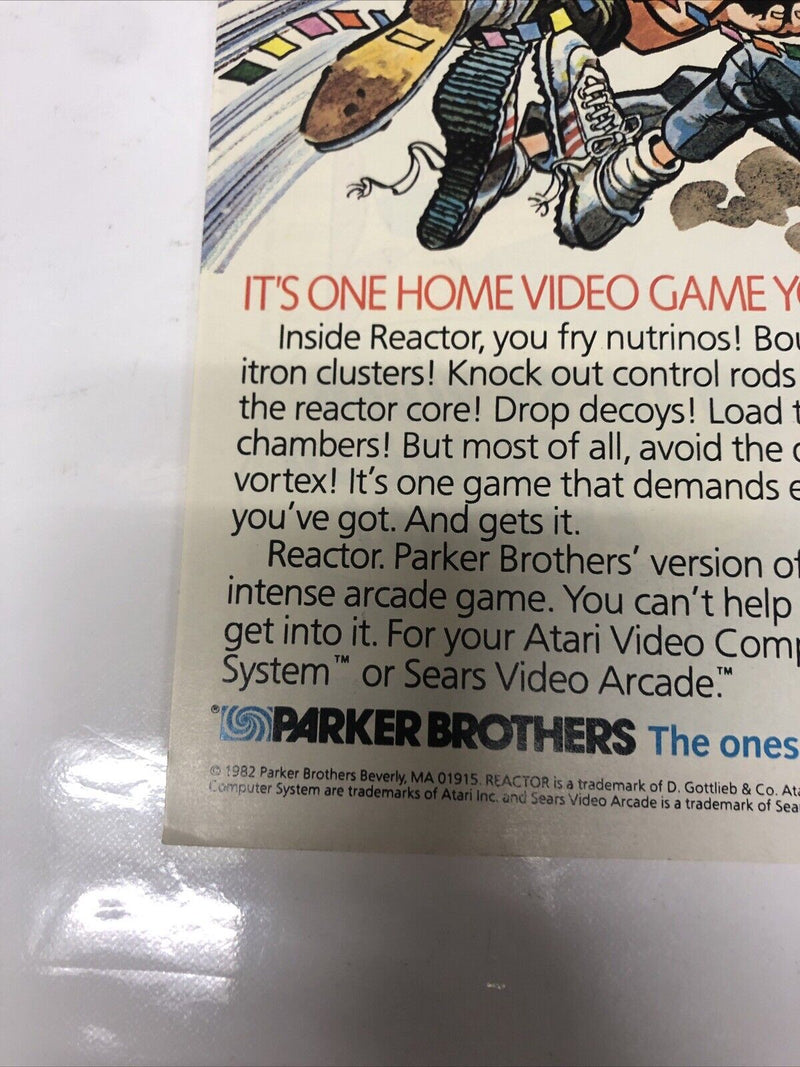 IT'S ONE HOME VIDEO GAME
Inside Reactor, you fry nutrinos! Bou
itron clusters! Knock out control rods
the reactor core! Drop decoys! Load t
chambers! But most of all, avoid the
vortex! It's one game that demands e
you've got. And gets it.
Reactor. Parker Brothers' version of
intense arcade game. You can't help
get into it. For your Atari Video Comp
System™ or Sears Video Arcade.™
® PARKER BROTHERS The ones
© 1982 Parker Brothers Beverly, MA 01915. REACTOR is a trademark of D. Gottlieb & Co. Ata
Computer System are trademarks of Atari Inc. and Sears Video Arcade is a trademark of Sea